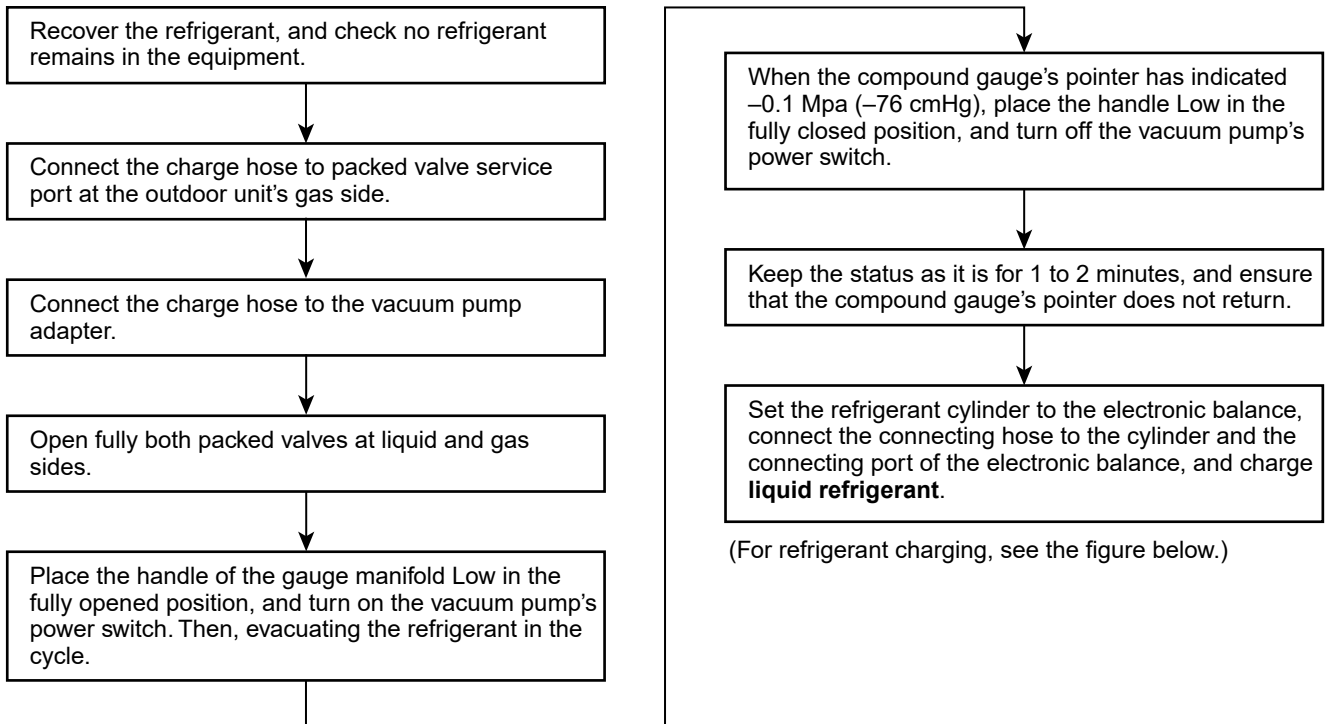 Recover the refrigerant, and check no refrigerant
remains in the equipment.
Connect the charge hose to packed valve service
port at the outdoor unit's gas side.
Connect the charge hose to the vacuum pump
adapter.
Open fully both packed valves at liquid and gas
sides.
Place the handle of the gauge manifold Low in the
fully opened position, and turn on the vacuum pump's
power switch. Then, evacuating the refrigerant in the
cycle.
When the compound gauge's pointer has indicated
–0.1 Mpa (–76 cmHg), place the handle Low in the
fully closed position, and turn off the vacuum pump's
power switch.
Keep the status as it is for 1 to 2 minutes, and ensure
that the compound gauge's pointer does not return.
Set the refrigerant cylinder to the electronic balance,
connect the connecting hose to the cylinder and the
connecting port of the electronic balance, and charge
liquid refrigerant.
(For refrigerant charging, see the figure below.)